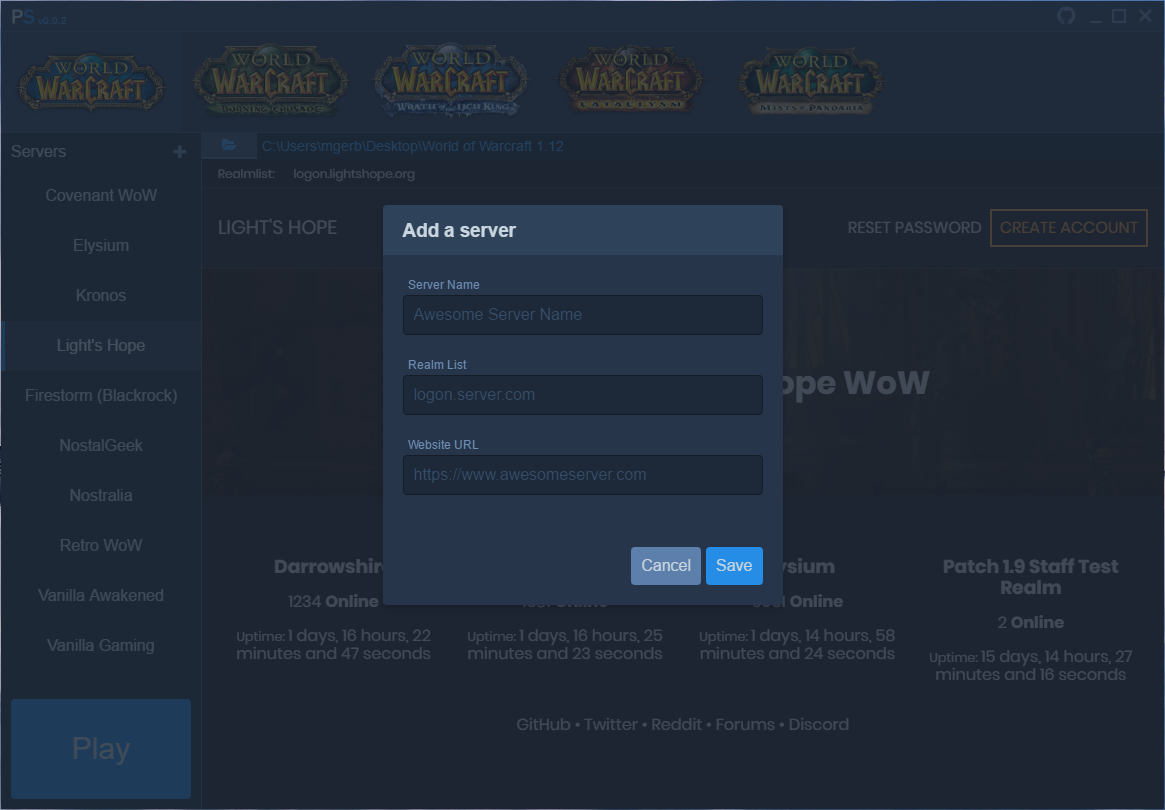 PS v0.0.2
WORLD WARCRAFT
WORLD WARCRAFT BURNING CRUSADE
WORLD WARCRAFT WRATH OF THE LICH KING
WORLD WARCRAFT CATACLYSM
WORLD WARCRAFT MISTS OF PANDARIA
Servers +
C:\Users\mgerb\Desktop\World of Warcraft 1.12
Realmlist: logon.lightshope.org
Covenant WoW
Elysium
Kronos
Light's Hope
Firestorm (Blackrock)
NostalGeek
Nostralia
Retro WoW
Vanilla Awakened
Vanilla Gaming
Play
LIGHT'S HOPE
RESET PASSWORD
CREATE ACCOUNT
Add a server
Server Name
Awesome Server Name
Realm List
logon.server.com
Website URL
https://www.awesomeserver.com
Cancel
Save
ope WoW
Darrowshir
1234 Online
Uptime: 1 days, 16 hours, 22
minutes and 47 seconds
Uptime: 1 days, 16 hours, 25
minutes and 23 seconds
ysium
Online
Uptime: 1 days, 14 hours, 58
minutes and 24 seconds
Patch 1.9 Staff Test
Realm
2 Online
Uptime: 15 days, 14 hours, 27
minutes and 16 seconds
GitHub • Twitter • Reddit • Forums • Discord